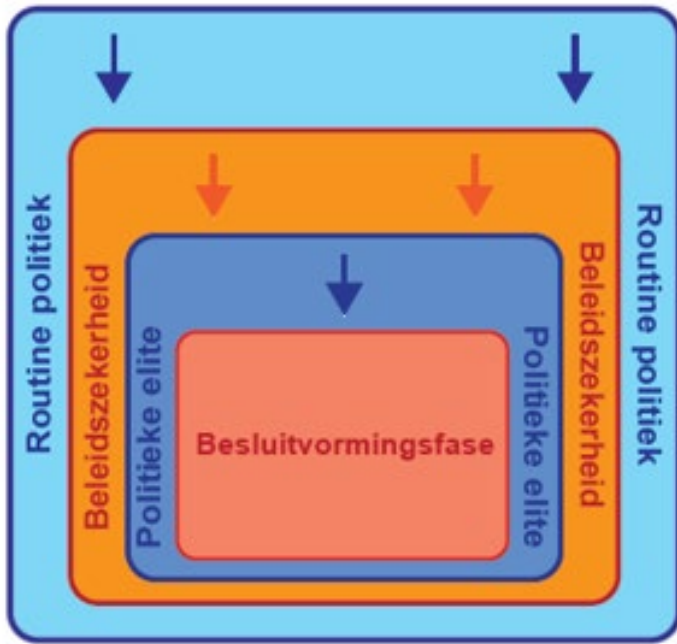 Routine politiek
Beleidszekerheid
Politieke elite
Besluitvormingsfase
Politieke elite
Beleidszekerheid
Routine politiek